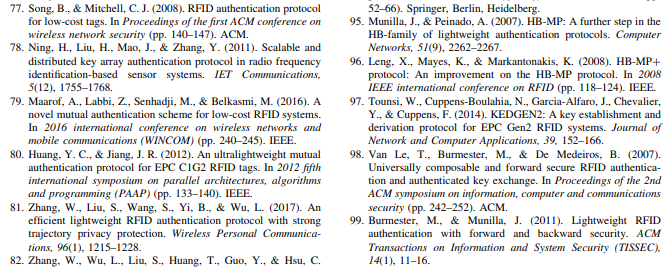 77. Song, B., & Mitchell, C. J. (2008). RFID authentication protocol
for low-cost tags. In Proceedings of the first ACM conference on
wireless network security (pp. 140–147). ACM.
78. Ning, H., Liu, H., Mao, J., & Zhang, Y. (2011). Scalable and
distributed key array authentication protocol in radio frequency
identification-based sensor systems. IET Communications,
5(12), 1755–1768.
79. Maarof, A., Labbi, Z., Senhadji, M., & Belkasmi, M. (2016). A
novel mutual authentication scheme for low-cost RFID systems.
In 2016 international conference on wireless networks and
mobile communications (WINCOM) (pp. 240–245). IEEE.
80. Huang, Y. C., & Jiang, J. R. (2012). An ultralightweight mutual
authentication protocol for EPC C1G2 RFID tags. In 2012 fifth
international symposium on parallel architectures, algorithms
and programming (PAAP) (pp. 133–140). IEEE.
81. Zhang, W., Liu, S., Wang, S., Yi, B., & Wu, L. (2017). An
efficient lightweight RFID authentication protocol with strong
trajectory privacy protection. Wireless Personal Communica-
tions, 96(1), 1215–1228.
82. Zhang, W., Wu, L., Liu, S., Huang, T., Guo, Y., & Hsu, C.
52–66). Springer, Berlin, Heidelberg.
95. Munilla, J., & Peinado, A. (2007). HB-MP: A further step in the
HB-family of lightweight authentication protocols. Computer
Networks, 51(9), 2262–2267.
96. Leng, X., Mayes, K., & Markantonakis, K. (2008). HB-MP+
protocol: An improvement on the HB-MP protocol. In 2008
IEEE international conference on RFID (pp. 118–124). IEEE.
97. Tounsi, W., Cuppens-Boulahia, N., Garcia-Alfaro, J., Chevalier,
Y., & Cuppens, F. (2014). KEDGEN2: A key establishment and
derivation protocol for EPC Gen2 RFID systems. Journal of
Network and Computer Applications, 39, 152–166.
98. Van Le, T., Burmester, M., & De Medeiros, B. (2007).
Universally composable and forward secure RFID authentica-
tion and authenticated key exchange. In Proceedings of the 2nd
ACM symposium on information, computer and communications
security (pp. 242–252). ACM.
99. Burmester, M., & Munilla, J. (2011). Lightweight RFID
authentication with forward and backward security. ACM
Transactions on Information and System Security (TISSEC),
14(1), 11–16.